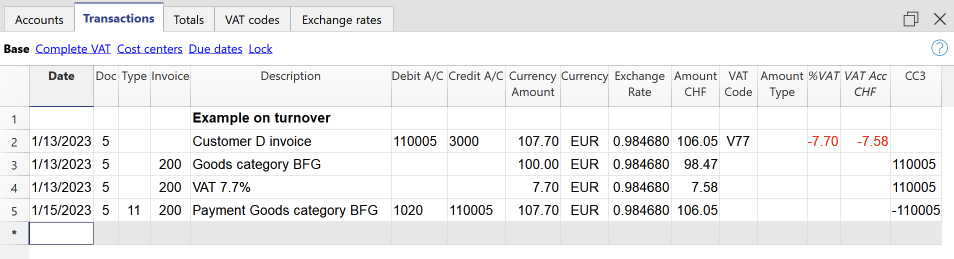 Accounts Transactions Totals VAT codes Exchange rates
Base Complete VAT Cost centers Due dates Lock ?
Date Doc Type Invoice Description Debit A/C Credit A/C Currency Amount Currency Exchange Rate Amount CHF VAT Code Amount Type %VAT VAT Acc CHF CC3
1 Example on turnover
2 1/13/2023 5 Customer D invoice 110005 3000 107.70 EUR 0.984680 106.05 V77 -7.70 -7.58
3 1/13/2023 5 200 Goods category BFG 100.00 EUR 0.984680 98.47 110005
4 1/13/2023 5 200 VAT 7.7% 7.70 EUR 0.984680 7.58 110005
5 1/15/2023 5 11 200 Payment Goods category BFG 1020 110005 107.70 EUR 0.984680 106.05 -110005
*